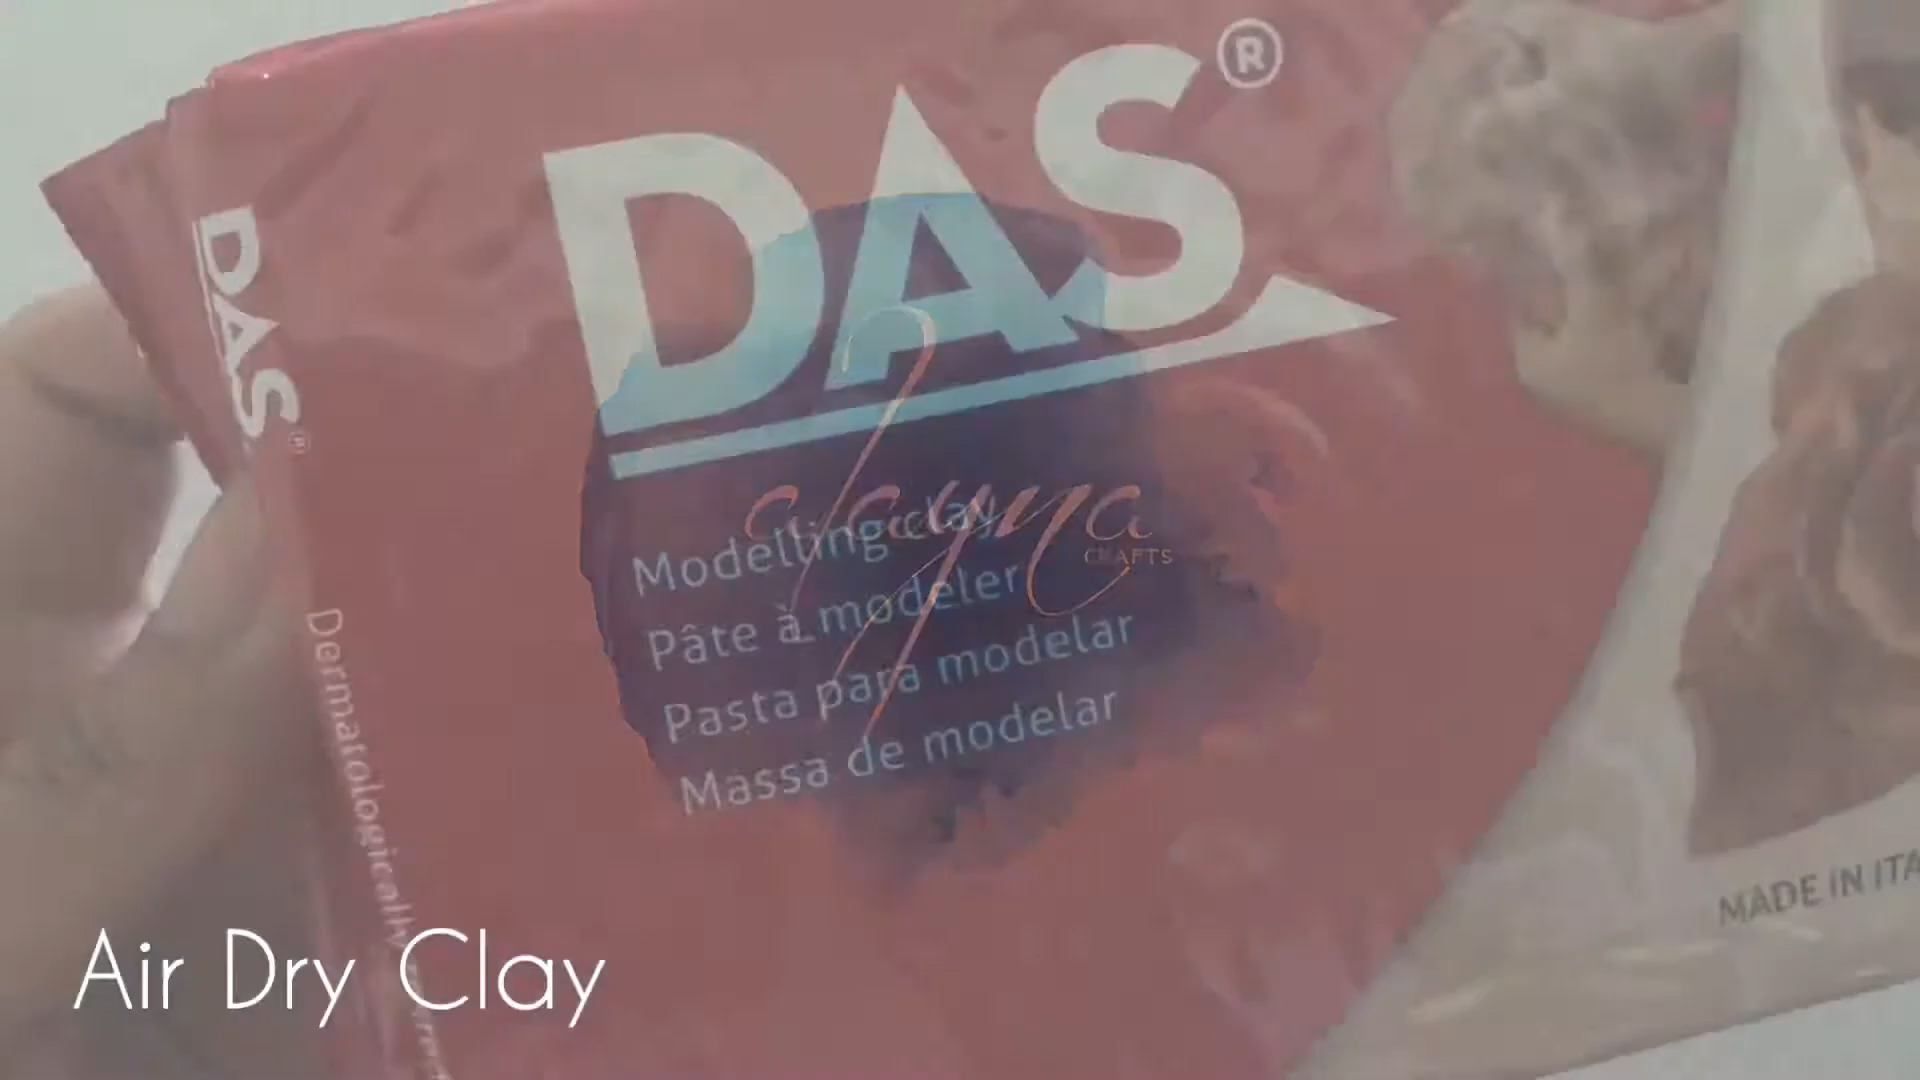 DAS®
DAS®
Modelling clay
Pâte à modeler
Pasta para modelar
Massa de modelar
CRAFTS
Dermatologically
MADE IN ITA
Air Dry Clay